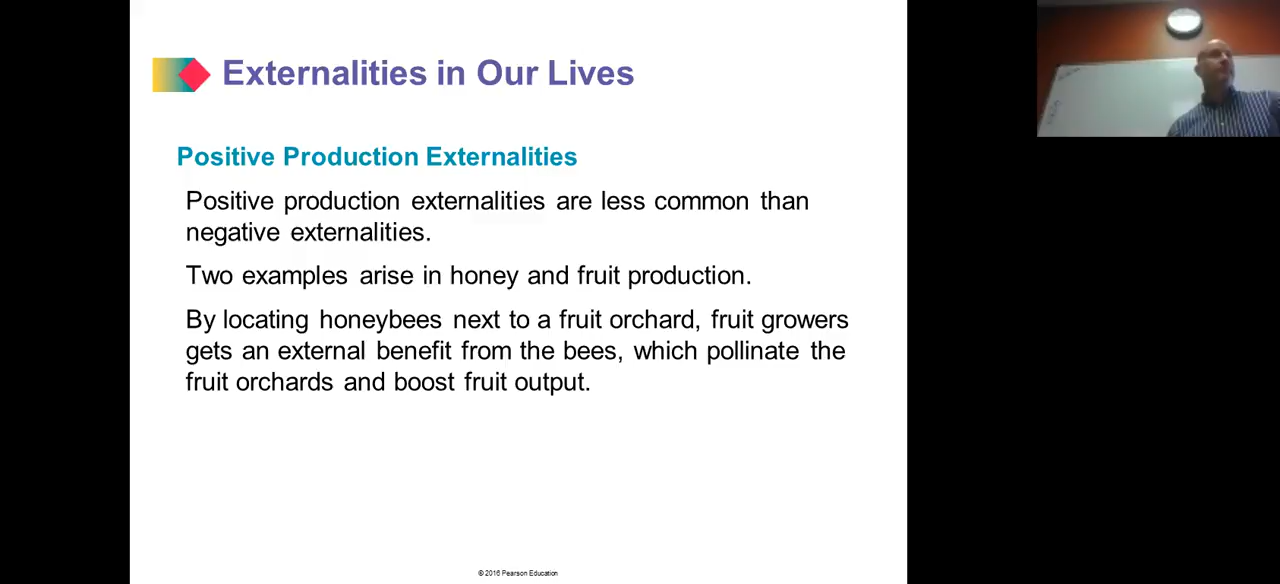 Externalities in Our Lives
Positive Production Externalities
Positive production externalities are less common than
negative externalities.
Two examples arise in honey and fruit production.
By locating honeybees next to a fruit orchard, fruit growers
gets an external benefit from the bees, which pollinate the
fruit orchards and boost fruit output.
© 2016 Pearson Education